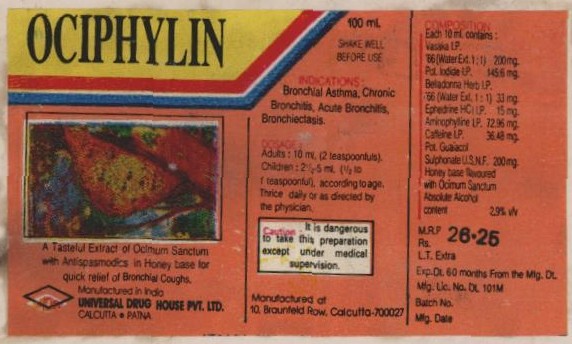 OCIPHYLIN
A Tasteful Extract of Ocimum Sanctum
with Antispasmodics in Honey base for
quick relief of Bronchial Coughs.
Manufactured in India
UNIVERSAL DRUG HOUSE PVT. LTD.
CALCUTTA • PATNA
100 ml.
SHAKE WELL
BEFORE USE
INDICATIONS :
Bronchial Asthma, Chronic
Bronchitis, Acute Bronchitis,
Bronchiectasis.
DOSAGE :
Adults : 10 ml. (2 teaspoonfuls).
Children : 2½-5 ml. (½ to
1 teaspoonful), according to age.
Thrice daily or as directed by
the physician.
Caution : It is dangerous
to take this preparation
except under medical
supervision.
Manufactured at
10, Braunfeld Row, Calcutta-700027
COMPOSITION
Each 10 ml. contains :
Vasaka I.P.
'66 (Water Ext. 1 : 1) 200 mg.
Pot. Iodide I.P. 145.6 mg.
Belladonna Herb I.P.
'66 (Water Ext. 1 : 1) 33 mg.
Ephedrine HCl I.P. 15 mg.
Aminophylline I.P. 72.96 mg.
Caffeine I.P. 36.48 mg.
Pot. Guaiacol
Sulphonate U.S.N.F. 200 mg.
Honey base flavoured
with Ocimum Sanctum
Absolute Alcohol
content 2.9% v/v
M.R.P
Rs. 26·25
L.T. Extra
Exp. Dt. 60 months From the Mfg. Dt.
Mfg. Lic. No. DL 101M
Batch No.
Mfg. Date